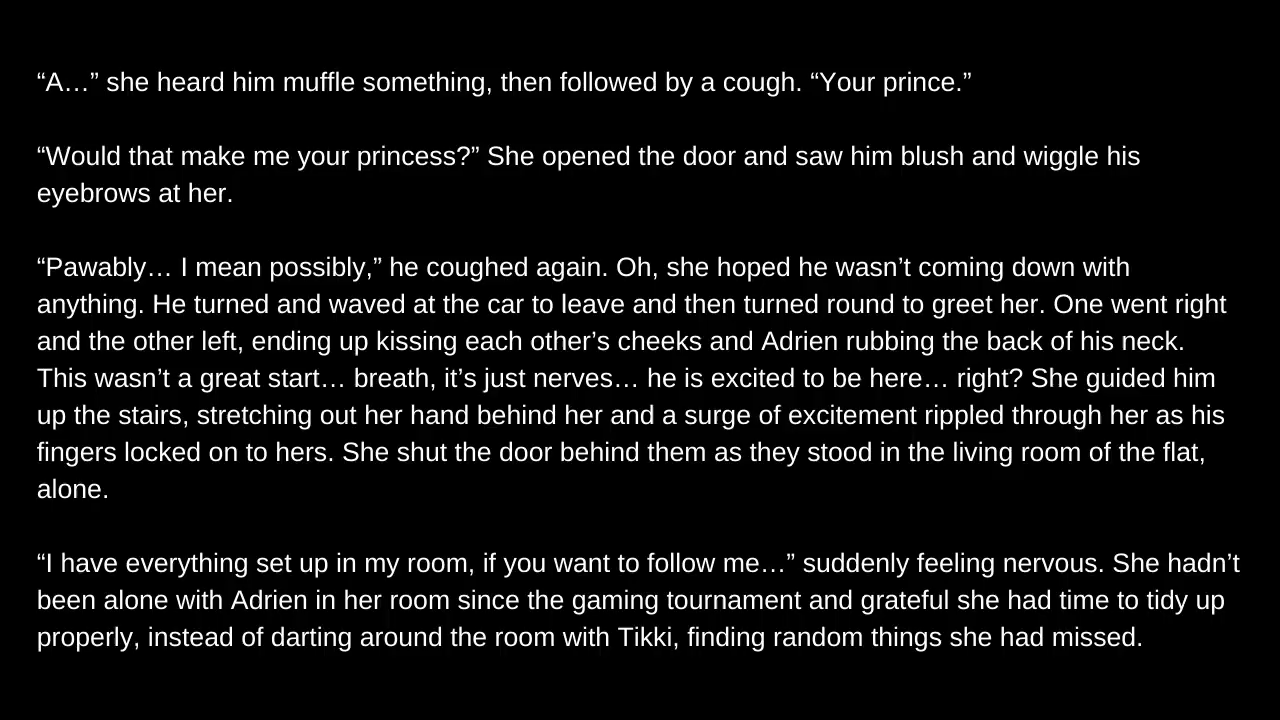 “A…” she heard him muffle something, then followed by a cough. “Your prince.”
“Would that make me your princess?” She opened the door and saw him blush and wiggle his
eyebrows at her.
“Pawably… I mean possibly,” he coughed again. Oh, she hoped he wasn’t coming down with
anything. He turned and waved at the car to leave and then turned round to greet her. One went right
and the other left, ending up kissing each other’s cheeks and Adrien rubbing the back of his neck.
This wasn’t a great start… breath, it’s just nerves… he is excited to be here… right? She guided him
up the stairs, stretching out her hand behind her and a surge of excitement rippled through her as his
fingers locked on to hers. She shut the door behind them as they stood in the living room of the flat,
alone.
“I have everything set up in my room, if you want to follow me…” suddenly feeling nervous. She hadn’t
been alone with Adrien in her room since the gaming tournament and grateful she had time to tidy up
properly, instead of darting around the room with Tikki, finding random things she had missed.